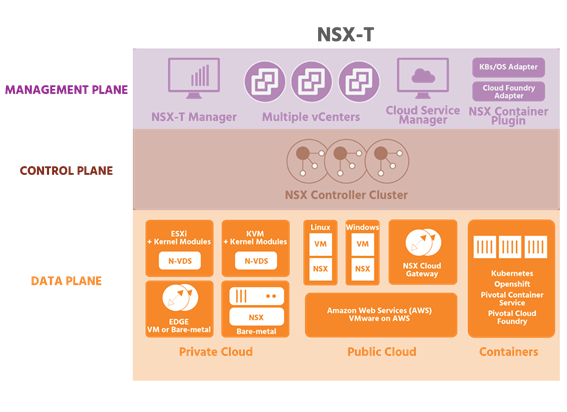 NSX-T
MANAGEMENT PLANE
NSX-T Manager
Multiple vCenters
Cloud Service
Manager
KBs/OS Adapter
Cloud Foundry
Adapter
NSX Container
Plugin
CONTROL PLANE
NSX Controller Cluster
DATA PLANE
ESXi
+ Kernel Modules
N-VDS
KVM
+ Kernel Modules
N-VDS
EDGE
VM or Bare-metal
NSX
Bare-metal
Private Cloud
Linux
VM
NSX
Windows
VM
NSX
NSX Cloud
Gateway
Amazon Web Services (AWS)
VMware on AWS
Public Cloud
Kubernetes
Openshift
Pivotal Container
Service
Pivotal Cloud
Foundry
Containers